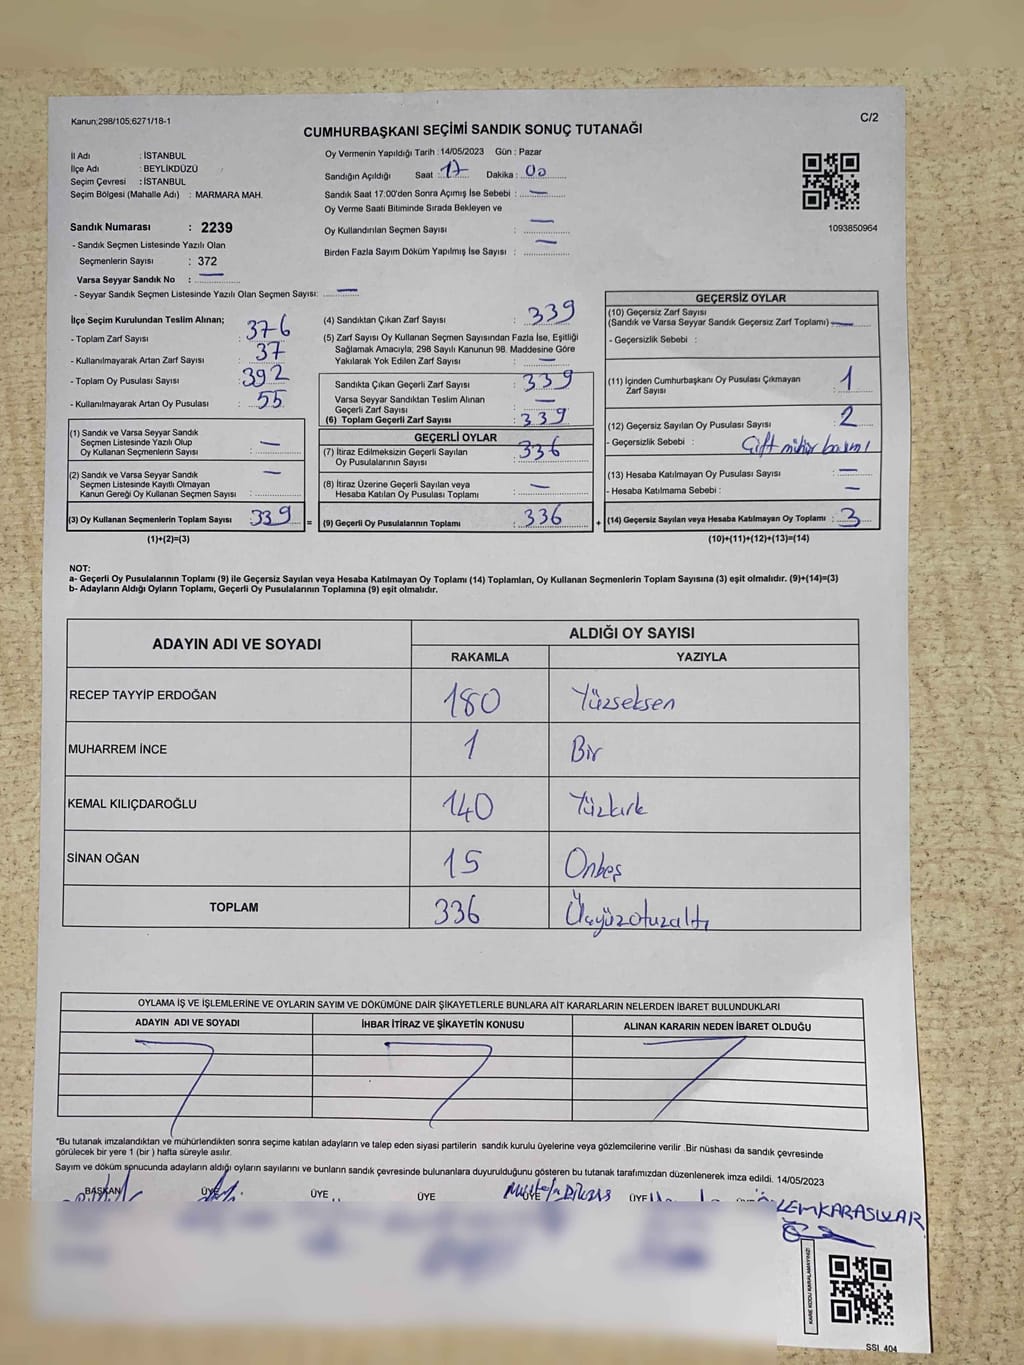 Kanun;298/105;6271/18-1
C/2
CUMHURBAŞKANI SEÇİMİ SANDIK SONUÇ TUTANAĞI
İl Adı : İSTANBUL
İlçe Adı : BEYLİKDÜZÜ
Seçim Çevresi : İSTANBUL
Seçim Bölgesi (Mahalle Adı) : MARMARA MAH.
Sandık Numarası : 2239
- Sandık Seçmen Listesinde Yazılı Olan
Seçmenlerin Sayısı : 372
Varsa Seyyar Sandık No : —
- Seyyar Sandık Seçmen Listesinde Yazılı Olan Seçmen Sayısı: —
Oy Vermenin Yapıldığı Tarih : 14/05/2023 Gün : Pazar
Sandığın Açıldığı Saat : 17 Dakika : 00
Sandık Saat 17:00'den Sonra Açımış İse Sebebi : —
Oy Verme Saati Bitiminde Sırada Bekleyen ve
Oy Kullandırılan Seçmen Sayısı : —
Birden Fazla Sayım Döküm Yapılmış İse Sayısı : —
1093850964
İlçe Seçim Kurulundan Teslim Alınan;
- Toplam Zarf Sayısı : 376
- Kullanılmayarak Artan Zarf Sayısı : 37
- Toplam Oy Pusulası Sayısı : 392
- Kullanılmayarak Artan Oy Pusulası : 55
(1) Sandık ve Varsa Seyyar Sandık
Seçmen Listesinde Yazılı Olup
Oy Kullanan Seçmenlerin Sayısı : —
(2) Sandık ve Varsa Seyyar Sandık
Seçmen Listesinde Kayıtlı Olmayan
Kanun Gereği Oy Kullanan Seçmen Sayısı : —
(3) Oy Kullanan Seçmenlerin Toplam Sayısı : 339 =
(1)+(2)=(3)
(4) Sandıktan Çıkan Zarf Sayısı : 339
(5) Zarf Sayısı Oy Kullanan Seçmen Sayısından Fazla İse, Eşitliği
Sağlamak Amacıyla, 298 Sayılı Kanunun 98. Maddesine Göre
Yakılarak Yok Edilen Zarf Sayısı : —
Sandıkta Çıkan Geçerli Zarf Sayısı : 339
Varsa Seyyar Sandıktan Teslim Alınan
Geçerli Zarf Sayısı : —
(6) Toplam Geçerli Zarf Sayısı : 339
GEÇERLİ OYLAR
(7) İtiraz Edilmeksizin Geçerli Sayılan
Oy Pusulalarının Sayısı : 336
(8) İtiraz Üzerine Geçerli Sayılan veya
Hesaba Katılan Oy Pusulası Toplamı : —
(9) Geçerli Oy Pusulalarının Toplamı : 336 +
GEÇERSİZ OYLAR
(10) Geçersiz Zarf Sayısı
(Sandık ve Varsa Seyyar Sandık Geçersiz Zarf Toplamı) —
- Geçersizlik Sebebi :
(11) İçinden Cumhurbaşkanı Oy Pusulası Çıkmayan
Zarf Sayısı : 1
(12) Geçersiz Sayılan Oy Pusulası Sayısı : 2
- Geçersizlik Sebebi : Çift mühür basımı
(13) Hesaba Katılmayan Oy Pusulası Sayısı : —
- Hesaba Katılmama Sebebi : —
(14) Geçersiz Sayılan veya Hesaba Katılmayan Oy Toplamı : 3
(10)+(11)+(12)+(13)=(14)
NOT:
a- Geçerli Oy Pusulalarının Toplamı (9) ile Geçersiz Sayılan veya Hesaba Katılmayan Oy Toplamı (14) Toplamları, Oy Kullanan Seçmenlerin Toplam Sayısına (3) eşit olmalıdır. (9)+(14)=(3)
b- Adayların Aldığı Oyların Toplamı, Geçerli Oy Pusulalarının Toplamına (9) eşit olmalıdır.
ADAYIN ADI VE SOYADI
ALDIĞI OY SAYISI
RAKAMLA YAZIYLA
RECEP TAYYİP ERDOĞAN 180 Yüzseksen
MUHARREM İNCE 1 Bir
KEMAL KILIÇDAROĞLU 140 Yüzkırk
SİNAN OĞAN 15 Onbeş
TOPLAM 336 Üçyüzotuzaltı
OYLAMA İŞ VE İŞLEMLERİNE VE OYLARIN SAYIM VE DÖKÜMÜNE DAİR ŞİKAYETLERLE BUNLARA AİT KARARLARIN NELERDEN İBARET BULUNDUKLARI
ADAYIN ADI VE SOYADI İHBAR İTİRAZ VE ŞİKAYETİN KONUSU ALINAN KARARIN NEDEN İBARET OLDUĞU
*Bu tutanak imzalandıktan ve mühürlendikten sonra seçime katılan adayların ve talep eden siyasi partilerin sandık kurulu üyelerine veya gözlemcilerine verilir .Bir nüshası da sandık çevresinde
görülecek bir yere 1 (bir ) hafta süreyle asılır.
Sayım ve döküm sonucunda adayların aldığı oyların sayılarını ve bunların sandık çevresinde bulunanlara duyurulduğunu gösteren bu tutanak tarafımızdan düzenlenerek imza edildi. 14/05/2023
BAŞKAN ÜYE ÜYE ÜYE ÜYE ÜYE
KARE KODU KARALAMAYINIZ!
SSI_404